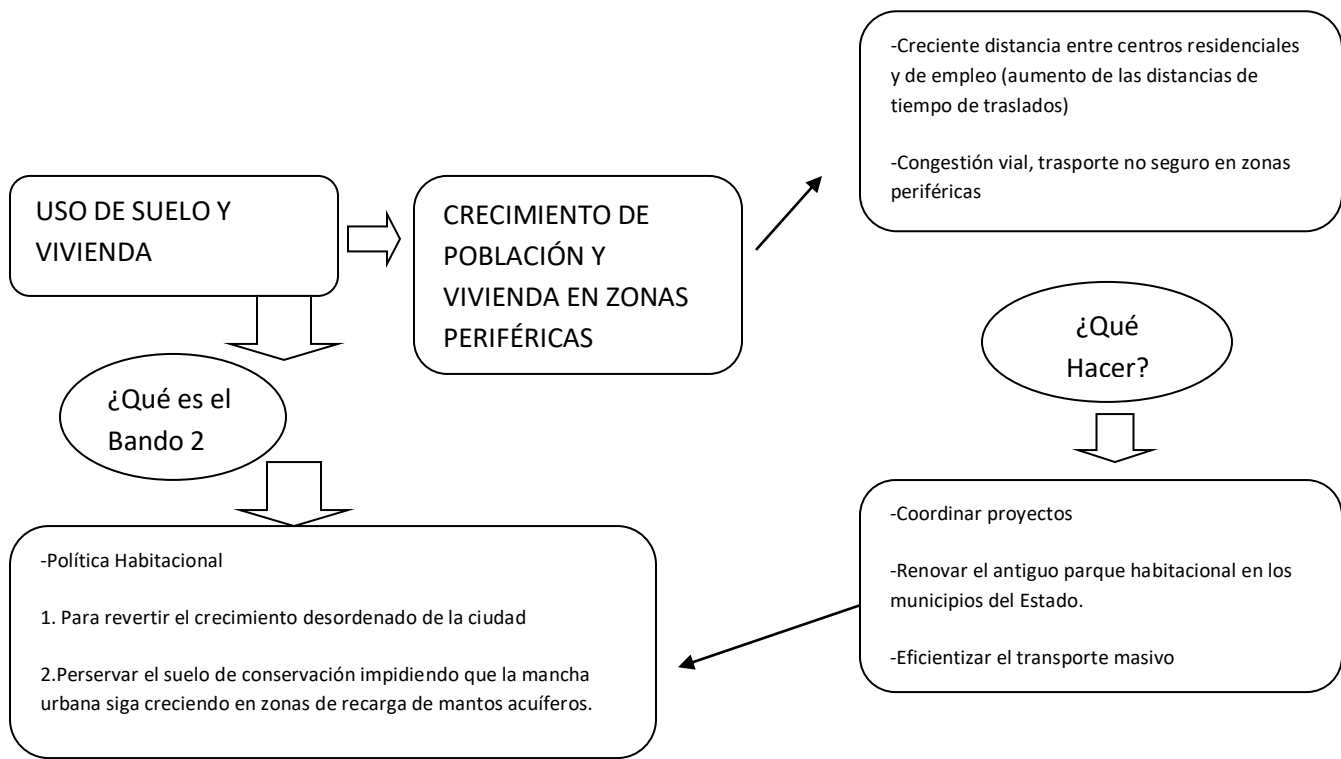 -Creciente distancia entre centros residenciales
y de empleo (aumento de las distancias de
tiempo de traslados)
-Congestión vial, trasporte no seguro en zonas
periféricas
USO DE SUELO Y
VIVIENDA
CRECIMIENTO DE
POBLACIÓN Y
VIVIENDA EN ZONAS
PERIFÉRICAS
¿Qué
Hacer?
¿Qué es el
Bando 2
-Coordinar proyectos
-Renovar el antiguo parque habitacional en los
municipios del Estado.
-Eficientizar el transporte masivo
-Política Habitacional
1. Para revertir el crecimiento desordenado de la ciudad
2.Perservar el suelo de conservación impidiendo que la mancha
urbana siga creciendo en zonas de recarga de mantos acuíferos.